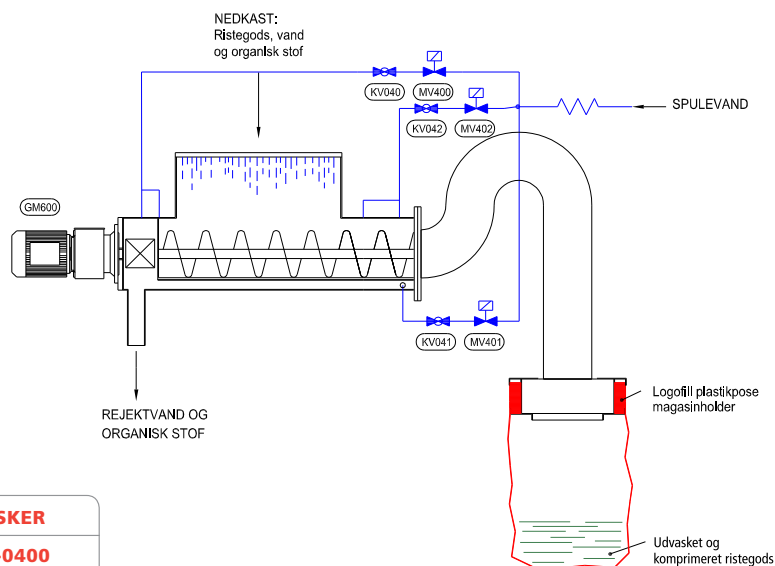 NEDKAST:
Ristegods, vand
og organisk stof
KV040
MV400
KV042
MV402
SPULEVAND
GM600
KV041
MV401
REJEKTVAND OG
ORGANISK STOF
Logofill plastikpose
magasinholder
SKER
0400
Udvasket og
komprimeret ristegods